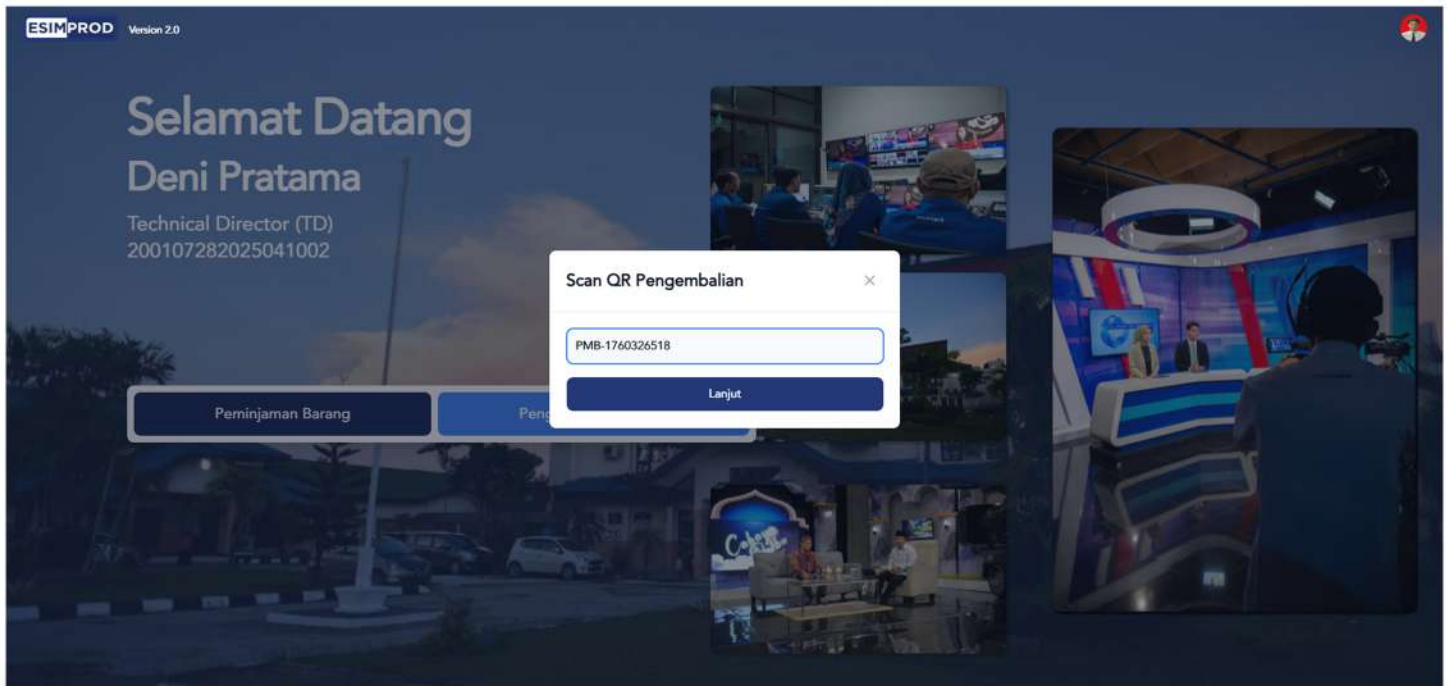 ESIMPROD Version 2.0
Selamat Datang
Deni Pratama
Technical Director (TD)
200107282025041002
Scan QR Pengembalian
PMB-1760326518
Lanjut
Peminjaman Barang